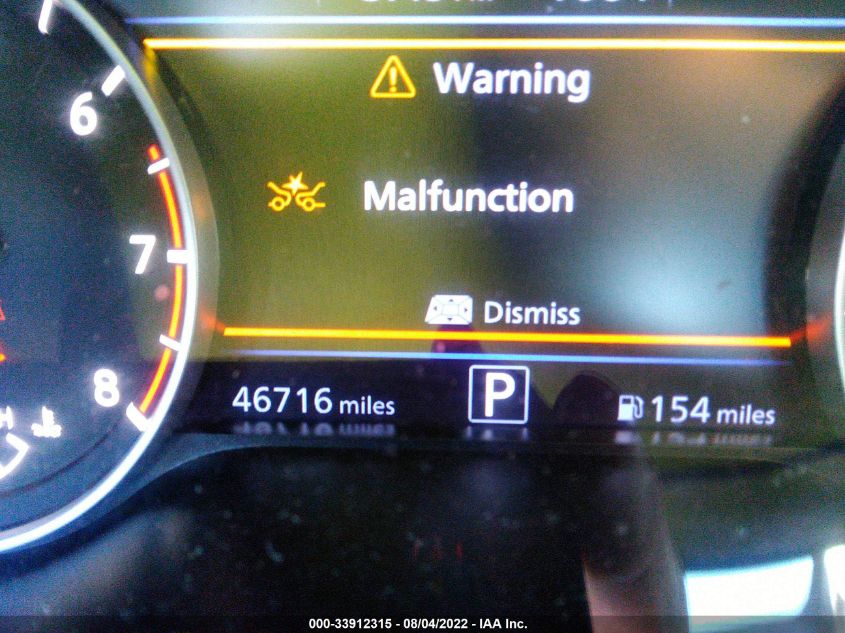 6
Warning
Malfunction
7
Dismiss
8
46716 miles
P
154 miles
H
000-33912315 - 08/04/2022 - IAA Inc.